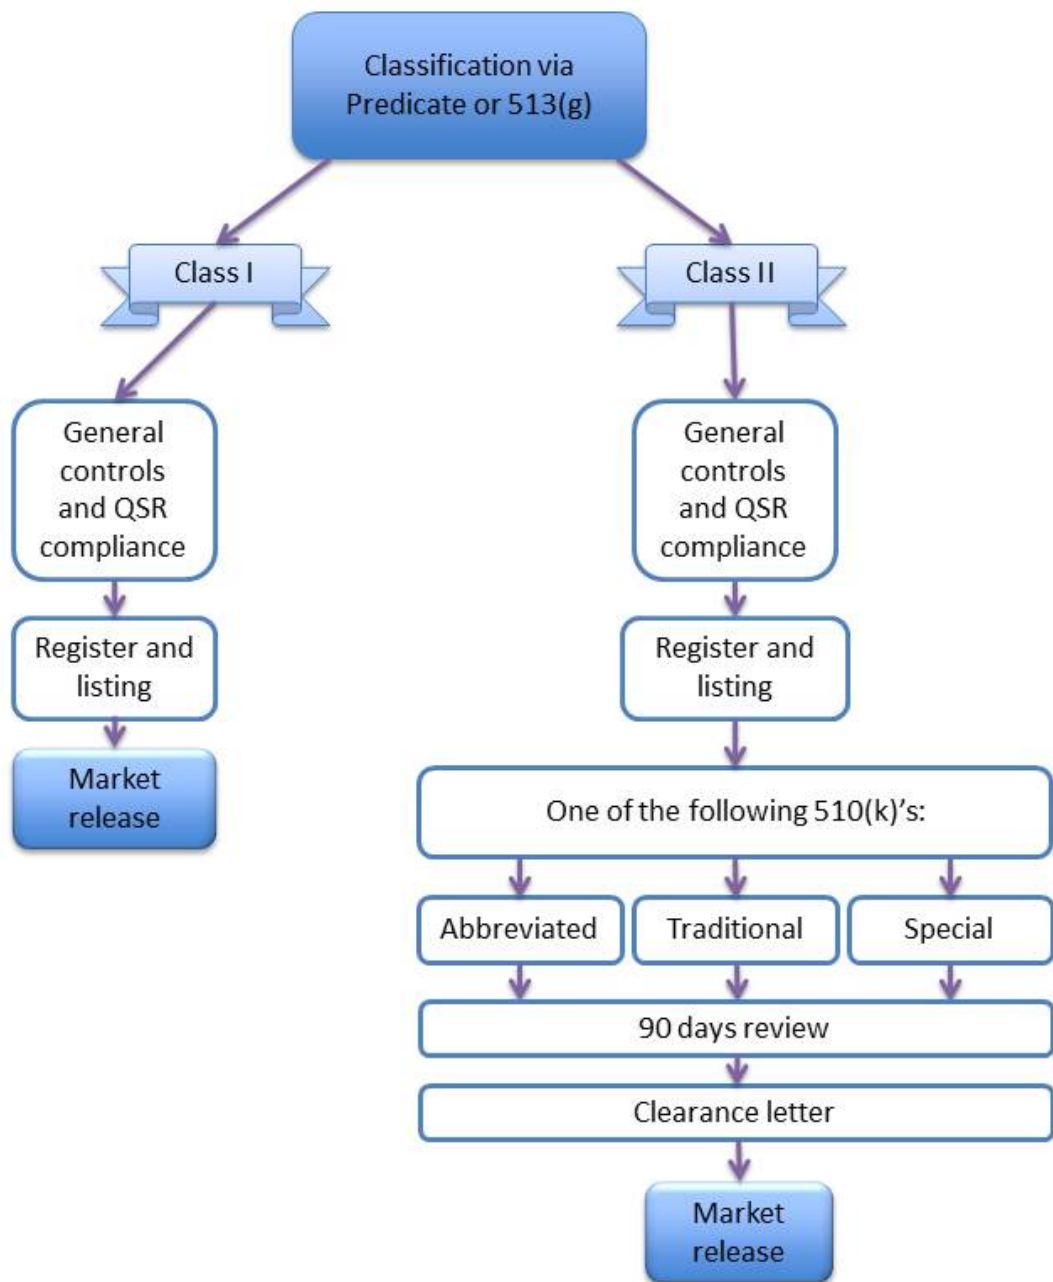 Classification via
Predicate or 513(g)
Class I
Class II
General
controls
and QSR
compliance
General
controls
and QSR
compliance
Register and
listing
Register and
listing
Market
release
One of the following 510(k)’s:
Abbreviated
Traditional
Special
90 days review
Clearance letter
Market
release